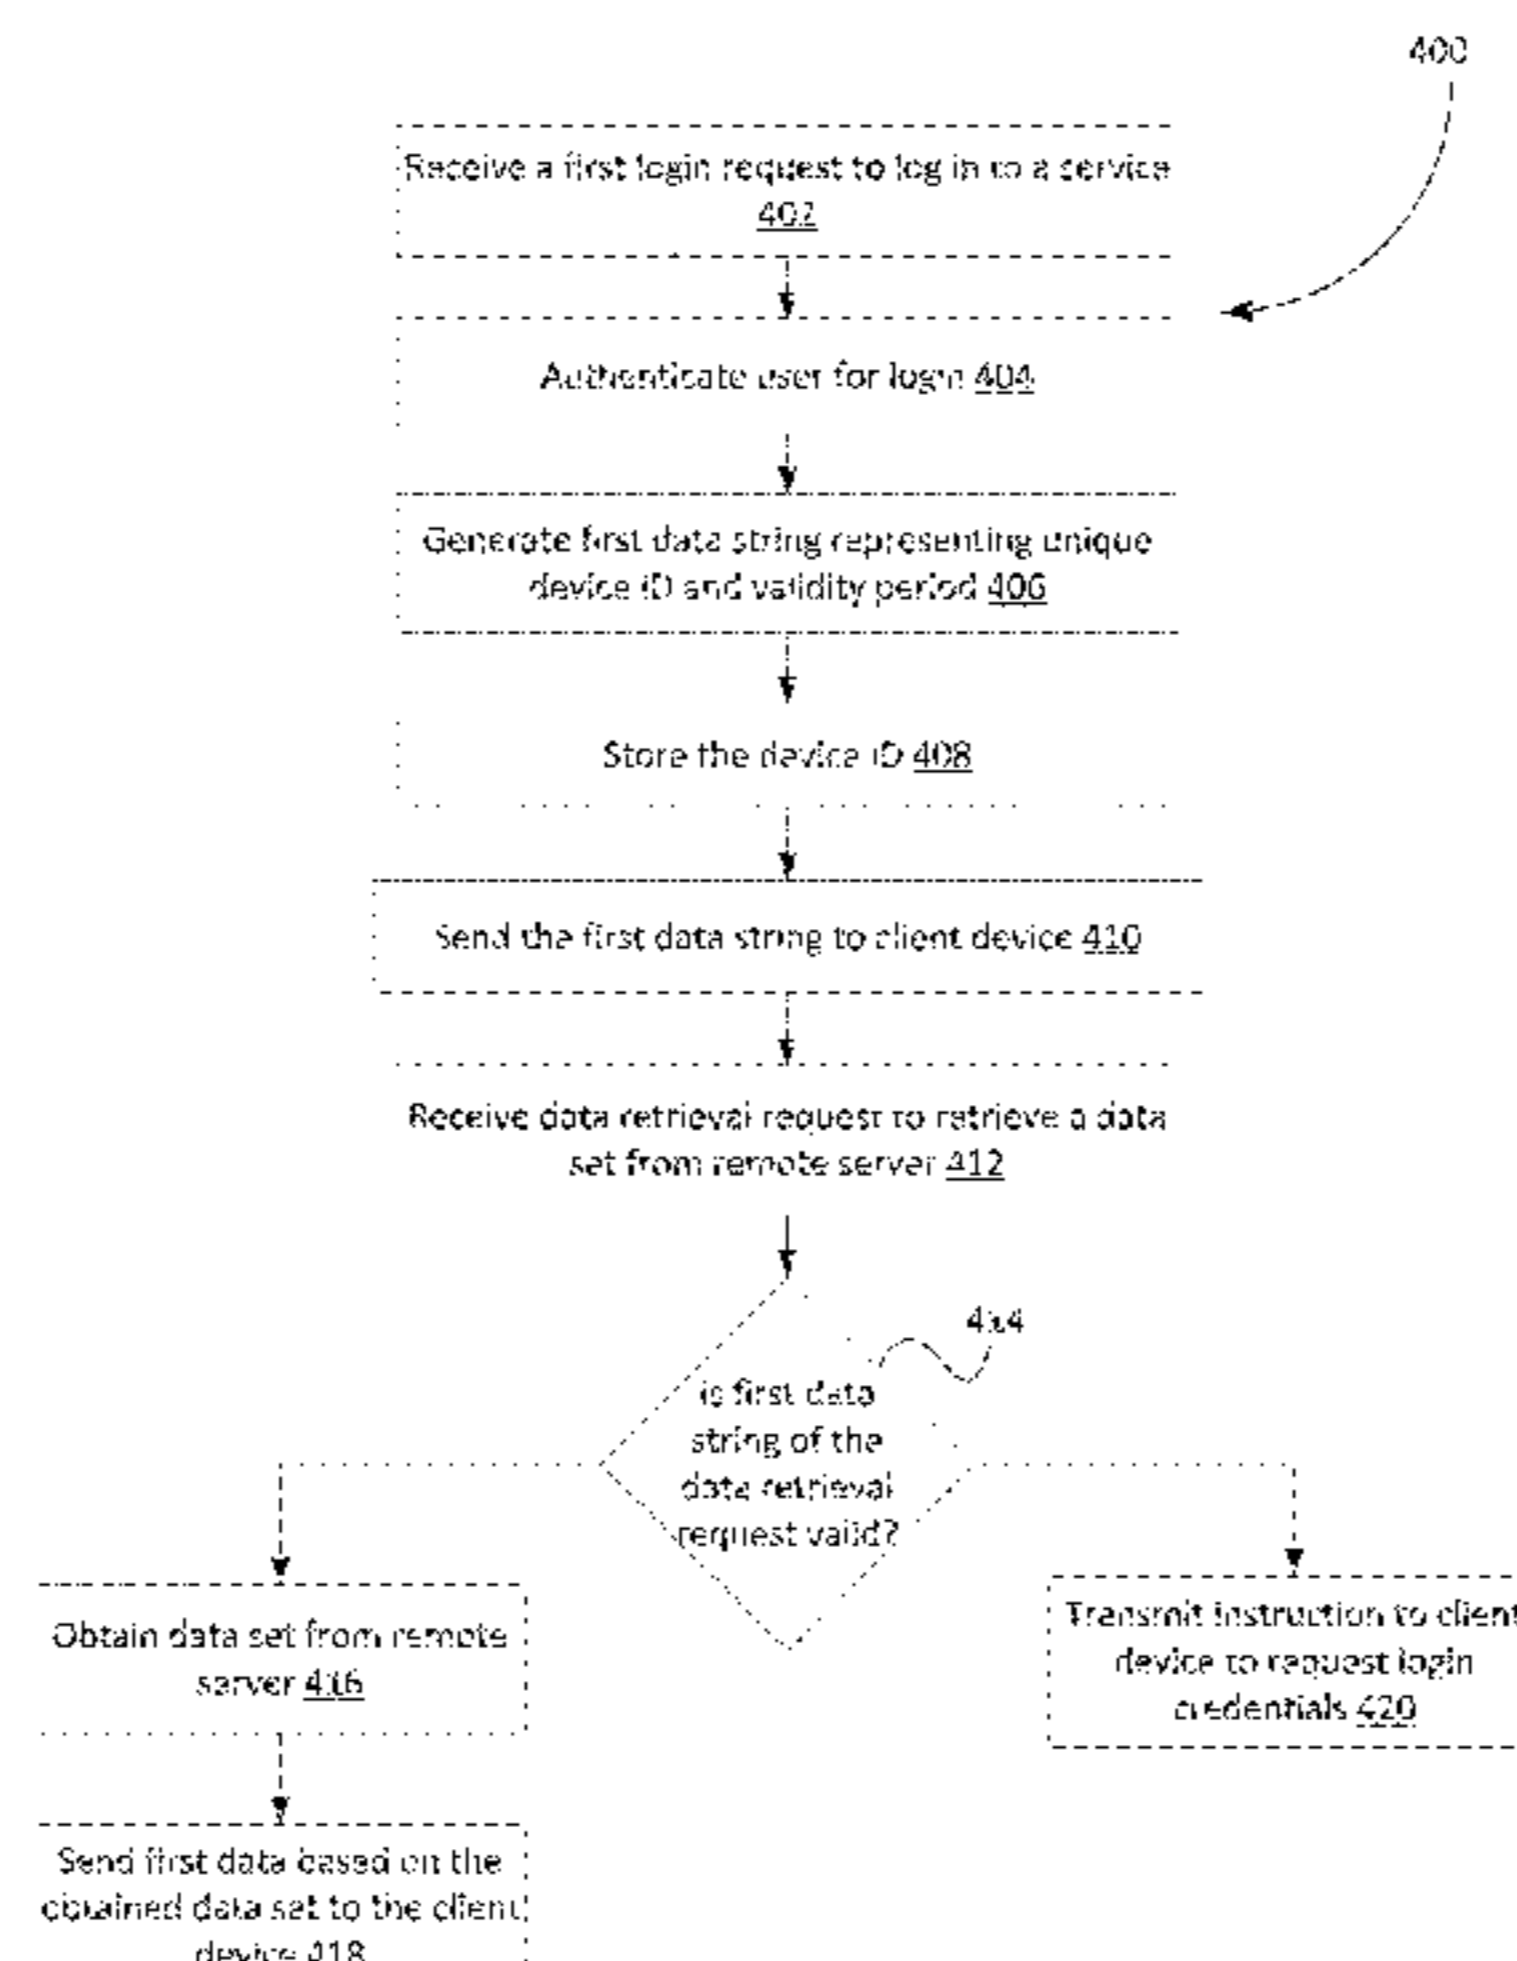 400
Receive a first login request to log in to a service
402
Authenticate user for login 404
Generate first data string representing unique
device ID and validity period 406
Store the device ID 408
Send the first data string to client device 410
Receive data retrieval request to retrieve a data
set from remote server 412
414
Is first data
string of the
data retrieval
request valid?
Obtain data set from remote
server 416
Transmit instruction to client
device to request login
credentials 420
Send first data based on the
obtained data set to the client
device 418